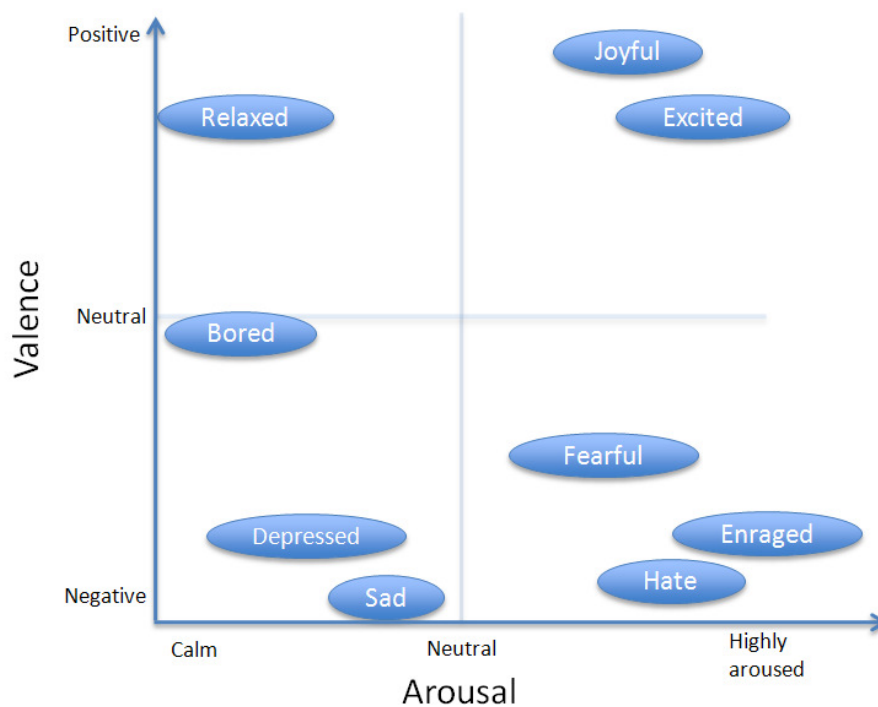 Positive
Joyful
Relaxed
Excited
Valence
Neutral
Bored
Fearful
Depressed
Enraged
Hate
Negative
Sad
Calm
Neutral
Highly
aroused
Arousal